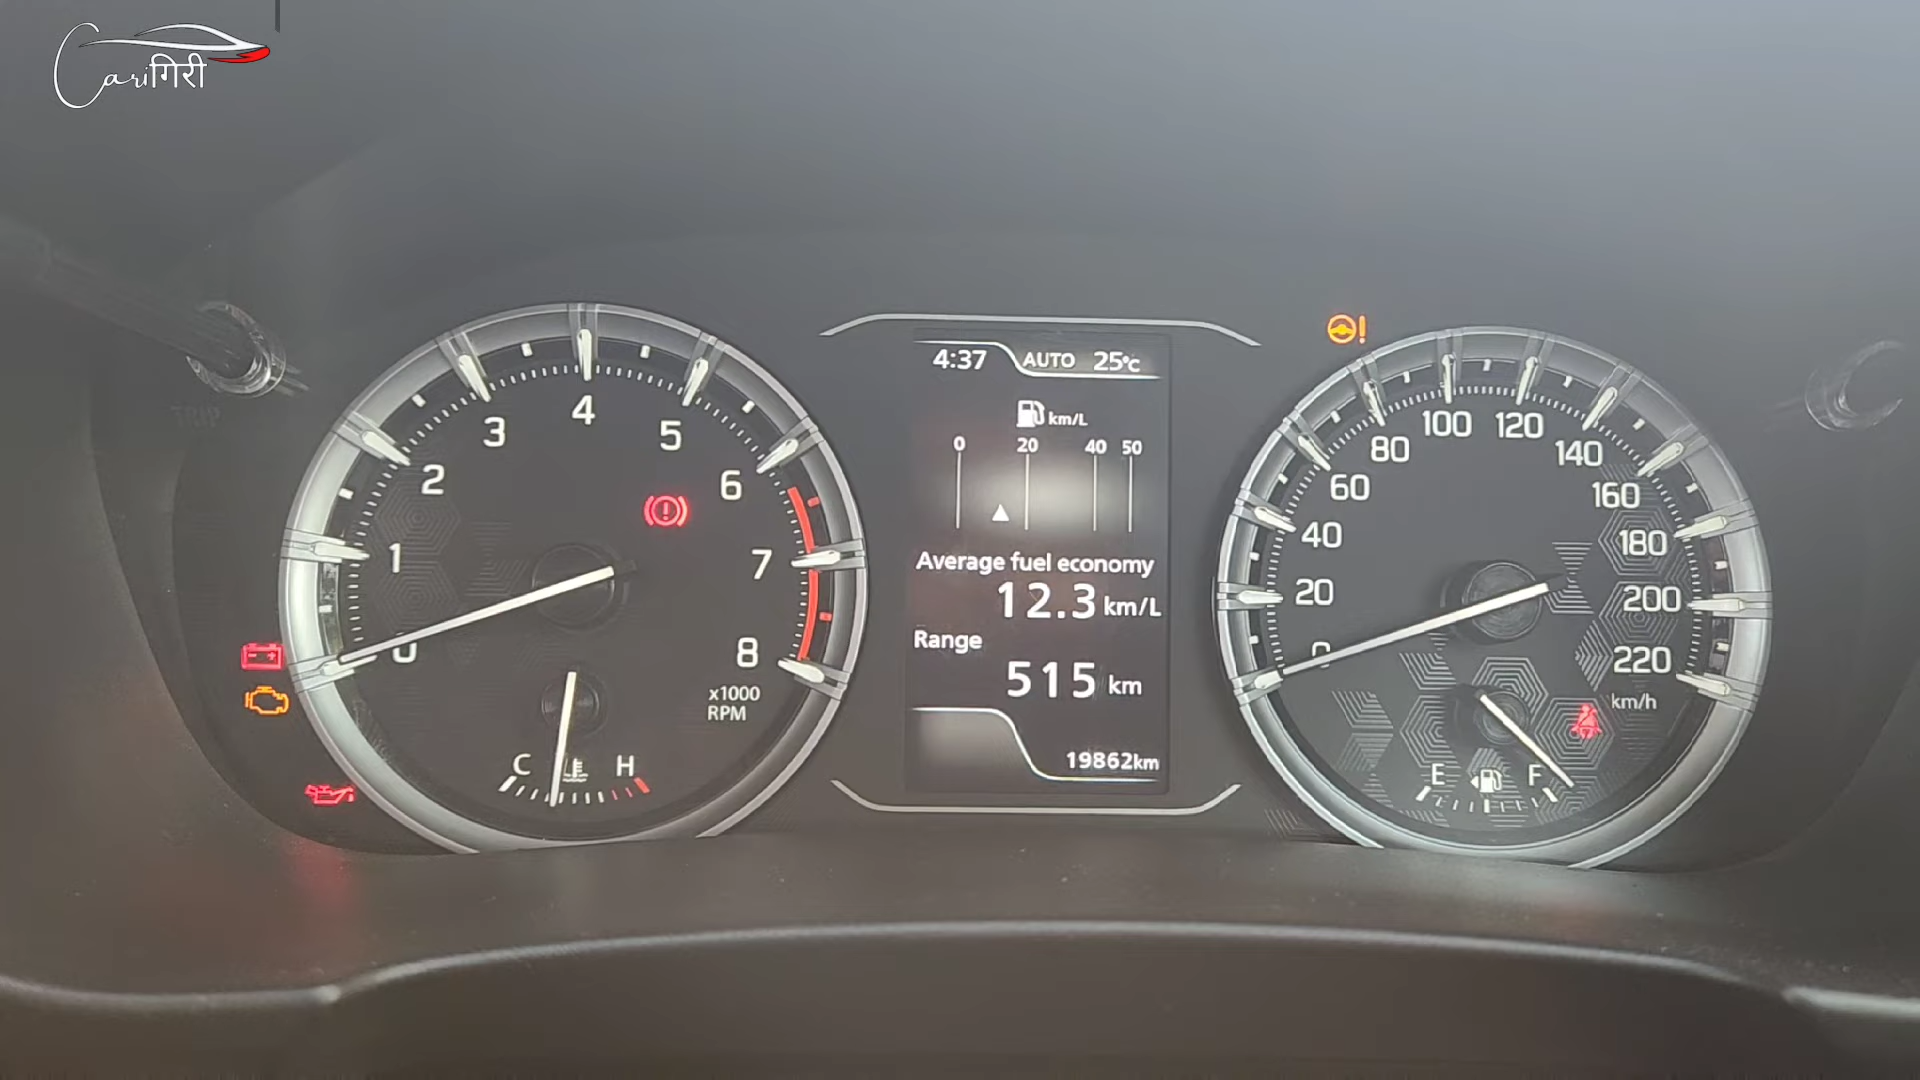 Cariगिरी
TRIP
4:37 AUTO 25°C
km/L
0 20 40 50
Average fuel economy
12.3 km/L
Range
515 km
19862km
0
1
2
3
4
5
6
7
8
x1000
RPM
C H
0
20
40
60
80
100
120
140
160
180
200
220
km/h
E F